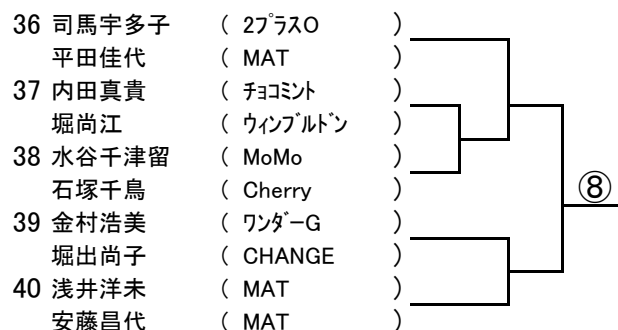 36 司馬宇多子 ( 2プラスO )
平田佳代 ( MAT )
37 内田真貴 ( チョコミント )
堀尚江 ( ウィンブルドン )
38 水谷千津留 ( MoMo )
石塚千鳥 ( Cherry )
⑧
39 金村浩美 ( ワンダーG )
堀出尚子 ( CHANGE )
40 浅井洋未 ( MAT )
安藤昌代 ( MAT )